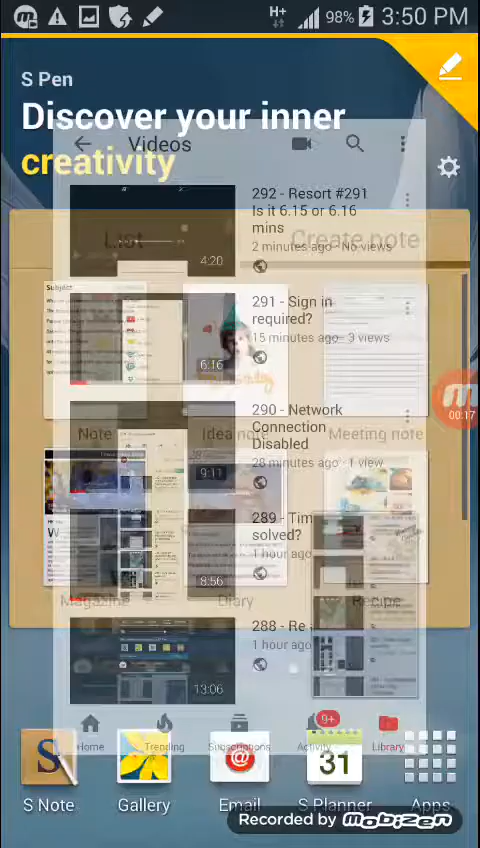 H+
98%
3:50 PM
S Pen
Discover your inner
creativity
Videos
292 - Resort #291
Is it 6.15 or 6.16
mins
2 minutes ago · No views
4:20
List
Create note
Subject
291 - Sign in
required?
15 minutes ago · 3 views
6:16
00:17
290 - Network
Connection
Disabled
28 minutes ago · 1 view
9:11
Note
Idea note
Meeting note
289 - Tim
solved?
1 hour ago
8:56
Magazine
Diary
Recipe
288 - Re
1 hour ago
13:06
9+
Home
Trending
Subscriptions
Activity
Library
31
S Note
Gallery
Email
S Planner
Apps
Recorded by Mobizen